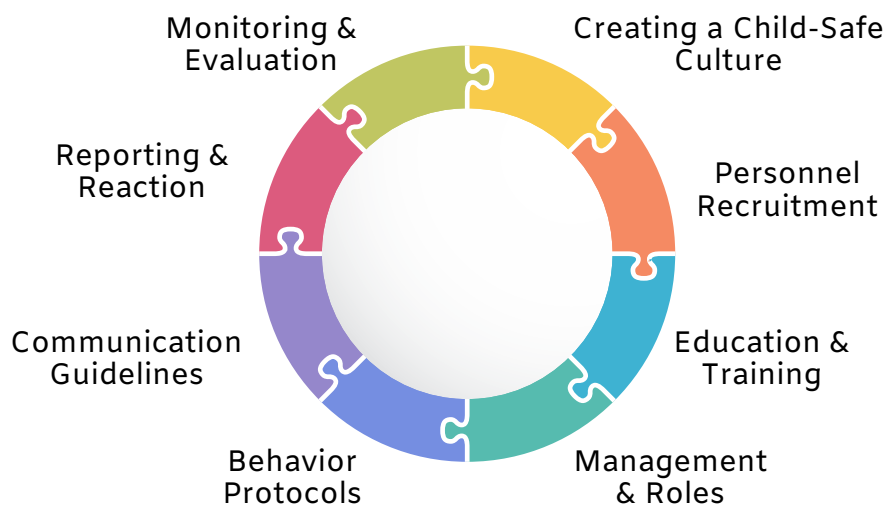 Monitoring &
Evaluation
Creating a Child-Safe
Culture
Reporting &
Reaction
Personnel
Recruitment
Communication
Guidelines
Education &
Training
Behavior
Protocols
Management
& Roles